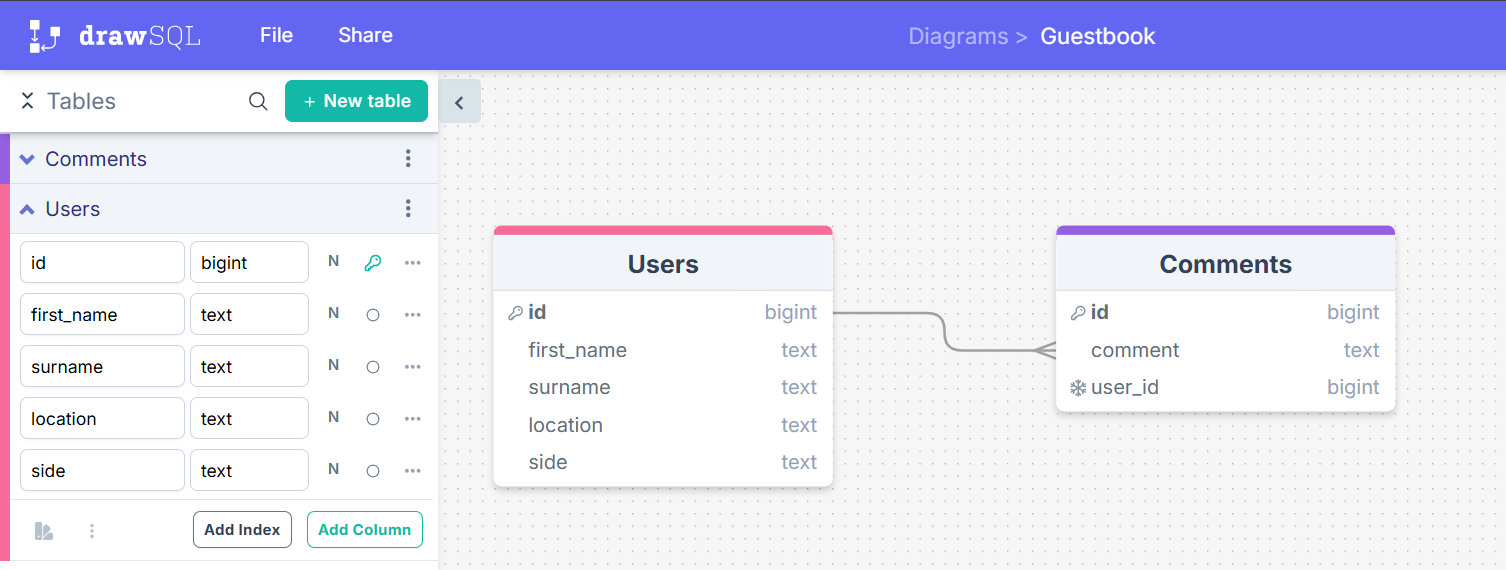 drawSQL File Share Diagrams > Guestbook
Tables + New table
Comments
Users
id bigint N
first_name text N
surname text N
location text N
side text N
Add Index Add Column
Users
id bigint
first_name text
surname text
location text
side text
Comments
id bigint
comment text
user_id bigint